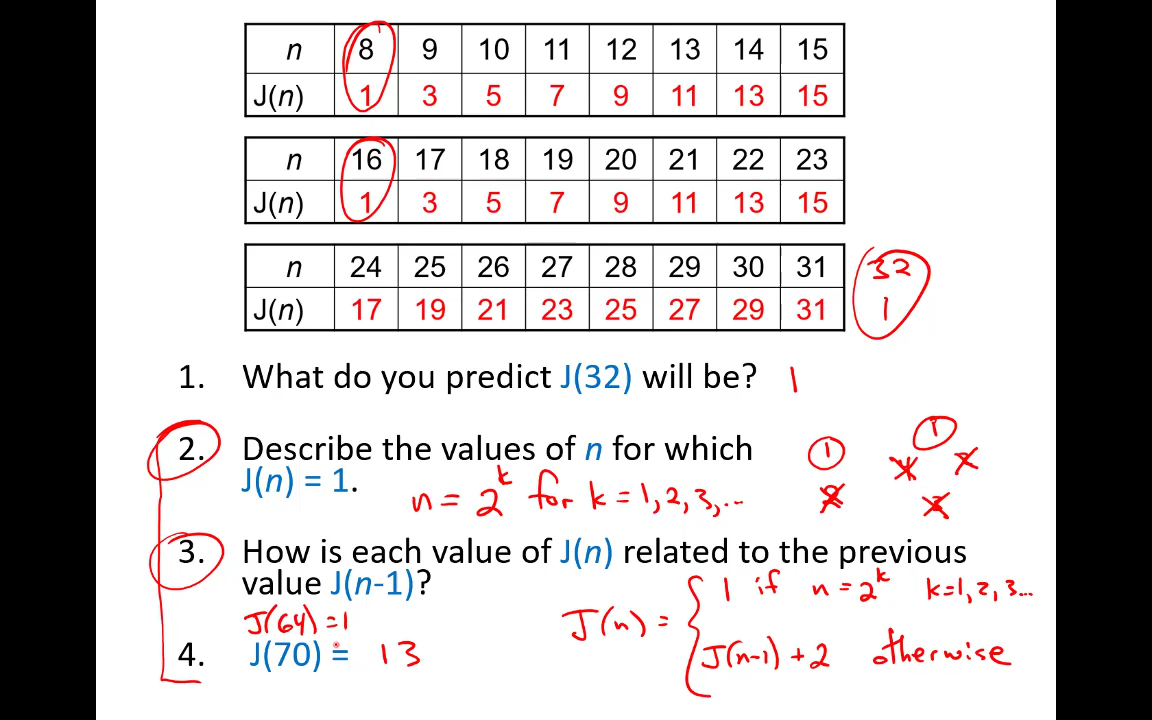 n 8 9 10 11 12 13 14 15
J(n) 1 3 5 7 9 11 13 15
n 16 17 18 19 20 21 22 23
J(n) 1 3 5 7 9 11 13 15
n 24 25 26 27 28 29 30 31 32
J(n) 17 19 21 23 25 27 29 31 1
1. What do you predict J(32) will be? 1
2. Describe the values of n for which
J(n) = 1. n = 2^k for k = 1, 2, 3, ...
1 1
3. How is each value of J(n) related to the previous
value J(n-1)?
J(n) = { 1 if n = 2^k k=1, 2, 3...
J(n-1) + 2 otherwise
J(64) = 1
4. J(70) = 13